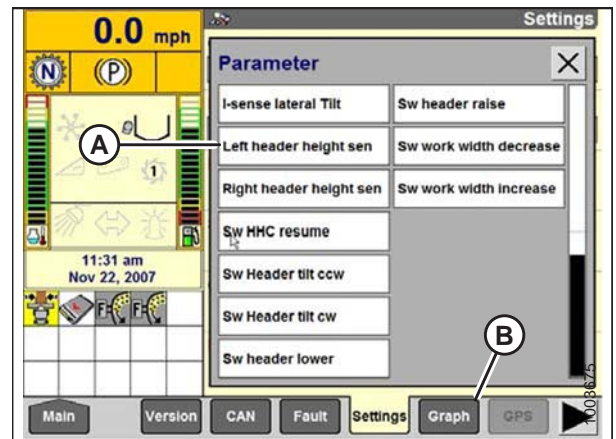 0.0 mph
Settings
N
(P)
Parameter
I-sense lateral Tilt
Sw header raise
A
Left header height sen
Sw work width decrease
Right header height sen
Sw work width increase
1
Sw HHC resume
11:31 am
Nov 22, 2007
Sw Header tilt ccw
Sw Header tilt cw
F
F
B
Sw header lower
1003675
Main
Version
CAN
Fault
Settings
Graph
GPS